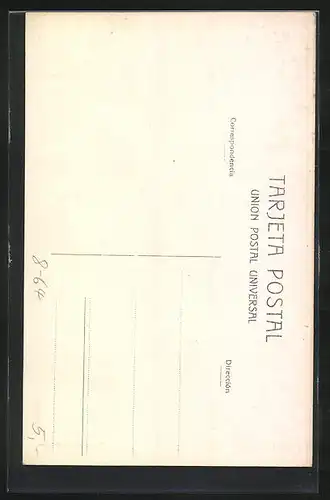 TARJETA POSTAL
UNION POSTAL UNIVERSAL
Correspondencia
Dirección
8-64
5,-